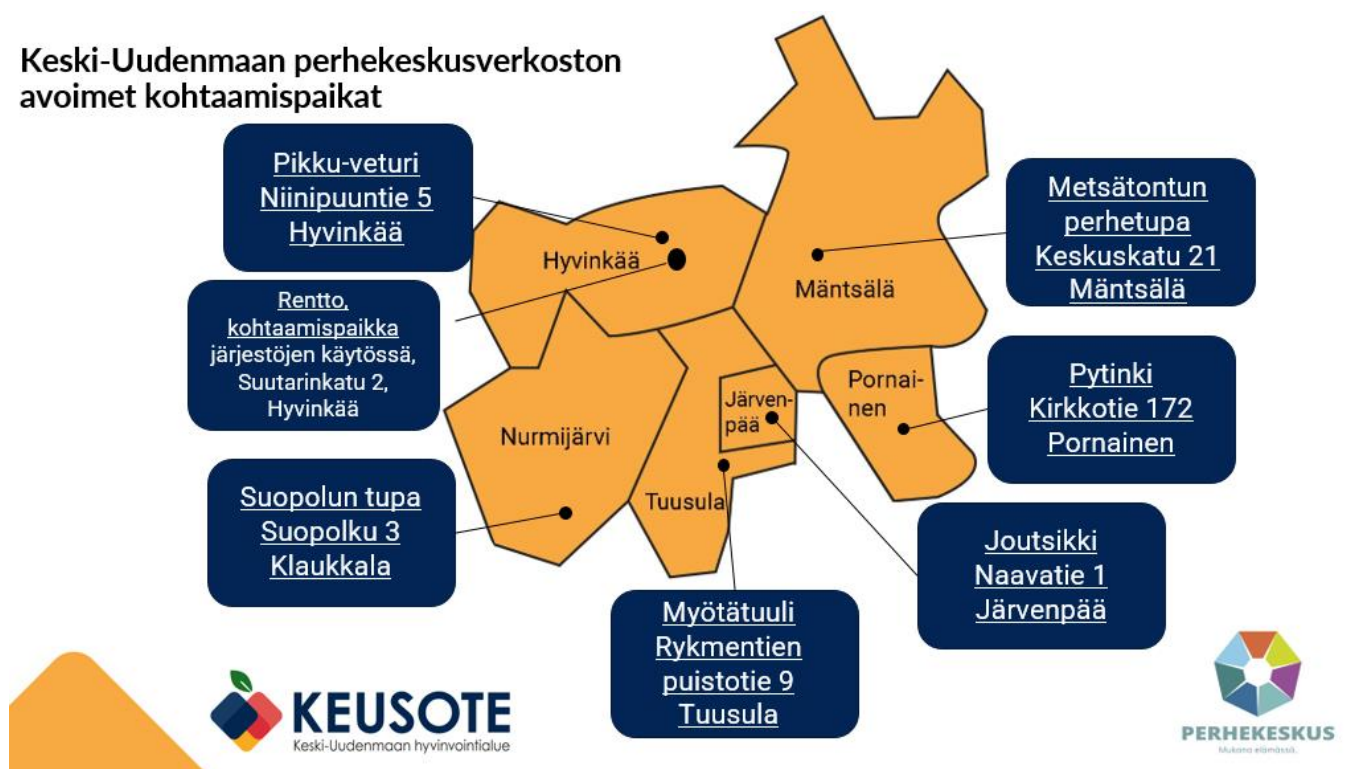 Keski-Uudenmaan perhekeskusverkoston
avoimet kohtaamispaikat
Pikku-veturi
Niinipuuntie 5
Hyvinkää
Rentto,
kohtaamispaikka
järjestöjen käytössä,
Suutarinkatu 2,
Hyvinkää
Suopolun tupa
Suopolku 3
Klaukkala
Myötätuuli
Rykmentien
puistotie 9
Tuusula
Metsätontun
perhetupa
Keskuskatu 21
Mäntsälä
Pytinki
Kirkkotie 172
Pornainen
Joutsikki
Naavatie 1
Järvenpää
Hyvinkää
Mäntsälä
Nurmijärvi
Tuusula
Järven-
pää
Pornai-
nen
KEUSOTE
Keski-Uudenmaan hyvinvointialue
PERHEKESKUS
Mukana elämässä.